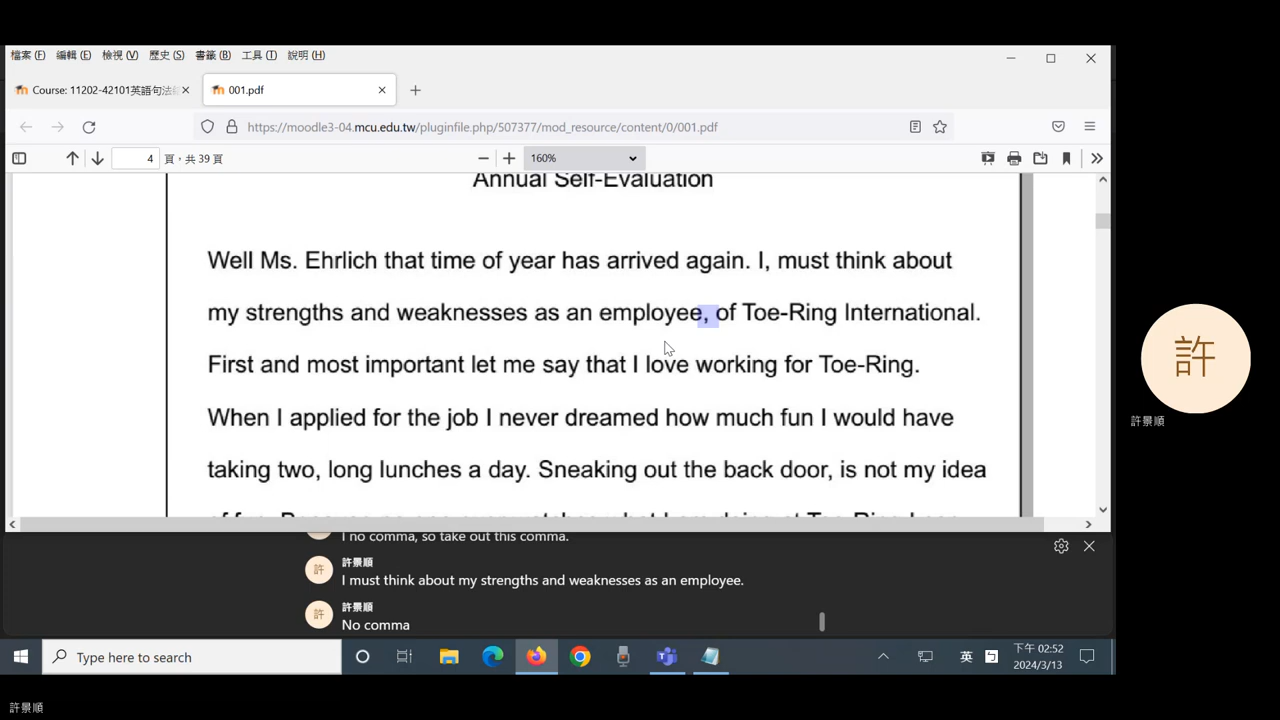 檔案 (F) 編輯 (E) 檢視 (V) 歷史 (S) 書籤 (B) 工具 (T) 說明 (H)
Course: 11202-42101英語句法
001.pdf
https://moodle3-04.mcu.edu.tw/pluginfile.php/507377/mod_resource/content/0/001.pdf
4 頁，共 39 頁
160%
Annual Self-Evaluation
Well Ms. Ehrlich that time of year has arrived again. I, must think about
my strengths and weaknesses as an employee, of Toe-Ring International.
First and most important let me say that I love working for Toe-Ring.
When I applied for the job I never dreamed how much fun I would have
taking two, long lunches a day. Sneaking out the back door, is not my idea
許
許景順
I no comma, so take out this comma.
許
許景順
I must think about my strengths and weaknesses as an employee.
許
許景順
No comma
Type here to search
英
下午 02:52
2024/3/13
許景順